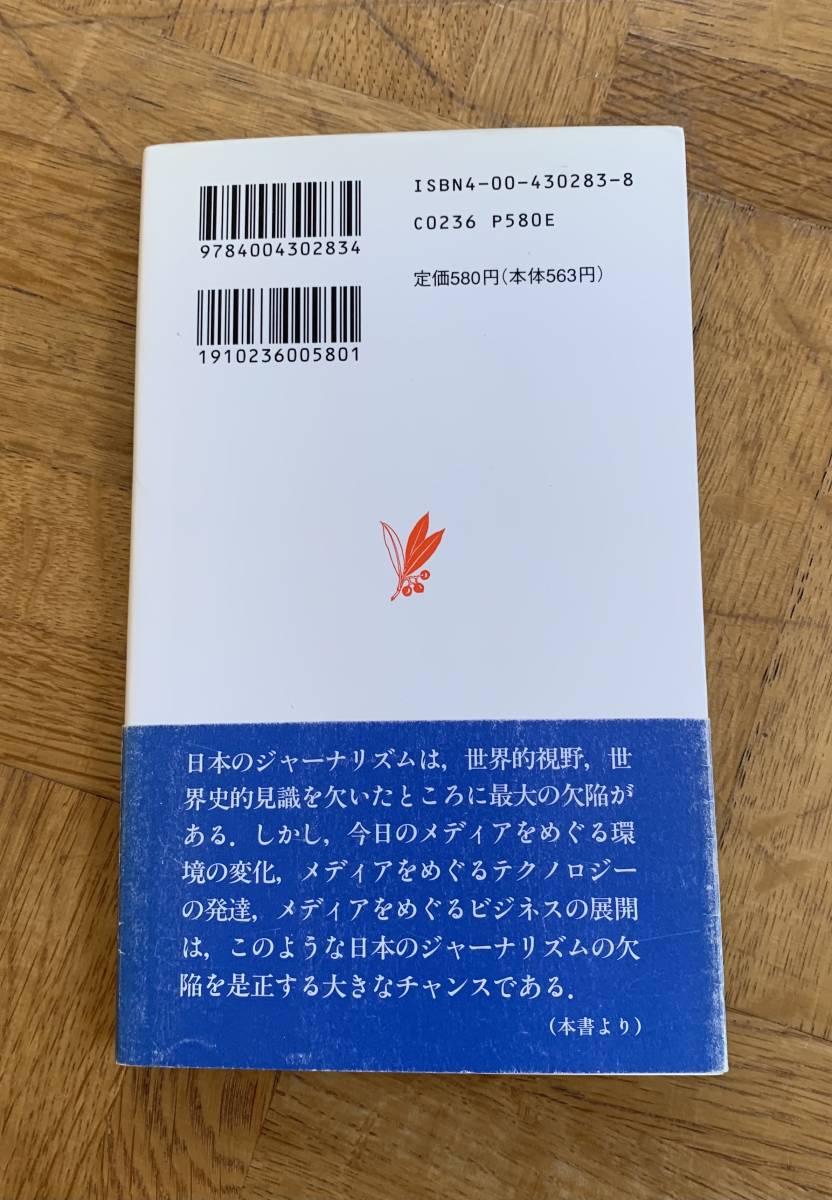 ISBN4-00-430283-8
C0236 P580E
9784004302834
定価580円(本体563円)
1910236005801
日本のジャーナリズムは，世界的視野，世
界史的見識を欠いたところに最大の欠陥が
ある．しかし，今日のメディアをめぐる環
境の変化，メディアをめぐるテクノロジー
の発達，メディアをめぐるビジネスの展開
は，このような日本のジャーナリズムの欠
陥を是正する大きなチャンスである．
(本書より)